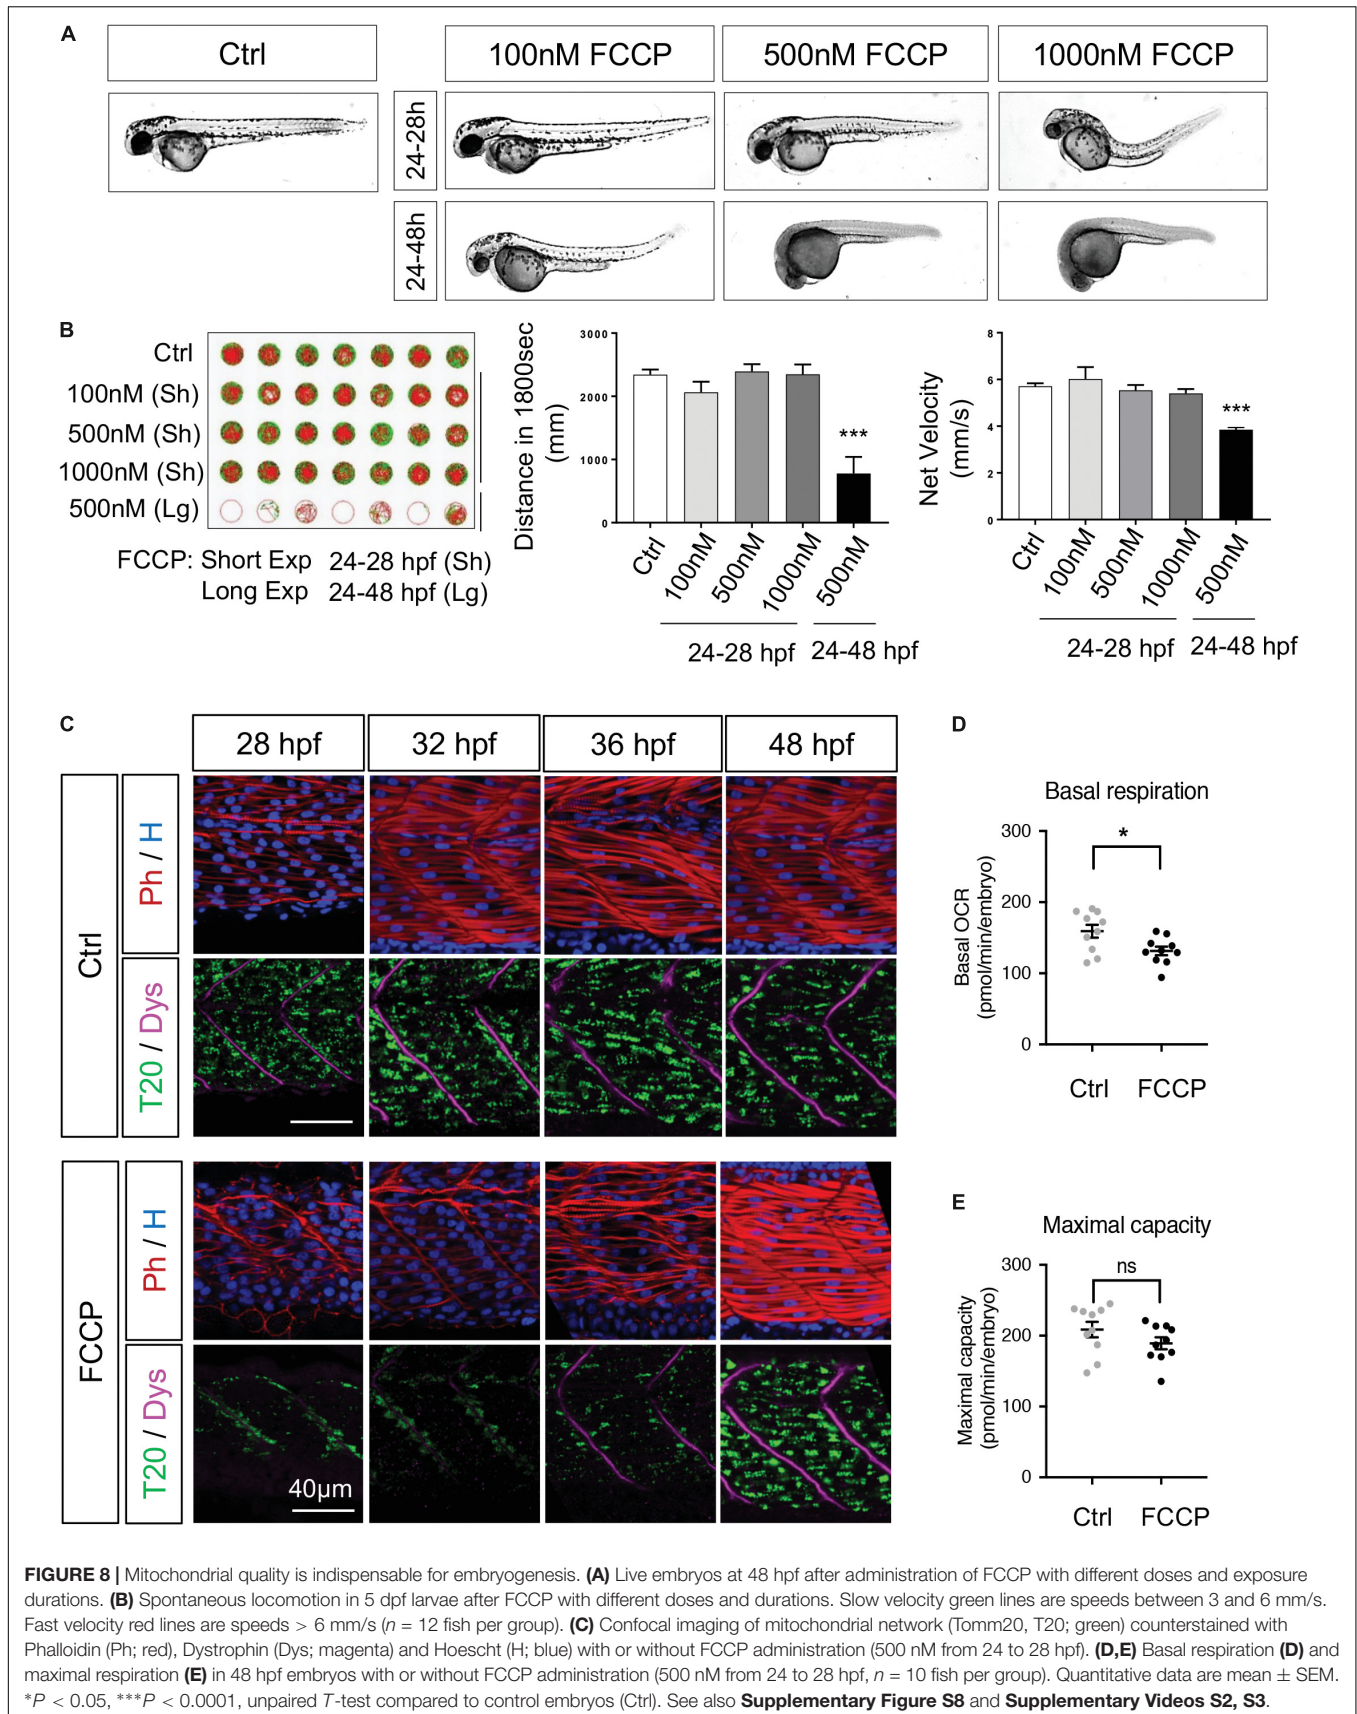 A
Ctrl
100nM FCCP
500nM FCCP
1000nM FCCP
24-28h
24-48h
B
Ctrl
100nM (Sh)
500nM (Sh)
1000nM (Sh)
500nM (Lg)
FCCP: Short Exp 24-28 hpf (Sh)
Long Exp 24-48 hpf (Lg)
Distance in 1800sec
(mm)
3000
2000
1000
0
***
Ctrl
100nM
500nM
1000nM
500nM
24-28 hpf
24-48 hpf
Net Velocity
(mm/s)
8
6
4
2
0
***
Ctrl
100nM
500nM
1000nM
500nM
24-28 hpf
24-48 hpf
C
28 hpf
32 hpf
36 hpf
48 hpf
Ctrl
Ph / H
T20 / Dys
FCCP
Ph / H
T20 / Dys
40µm
D
Basal respiration
Basal OCR
(pmol/min/embryo)
300
200
100
0
*
Ctrl
FCCP
E
Maximal capacity
Maximal capacity
(pmol/min/embryo)
300
200
100
0
ns
Ctrl
FCCP
FIGURE 8 | Mitochondrial quality is indispensable for embryogenesis. (A) Live embryos at 48 hpf after administration of FCCP with different doses and exposure
durations. (B) Spontaneous locomotion in 5 dpf larvae after FCCP with different doses and durations. Slow velocity green lines are speeds between 3 and 6 mm/s.
Fast velocity red lines are speeds > 6 mm/s (n = 12 fish per group). (C) Confocal imaging of mitochondrial network (Tomm20, T20; green) counterstained with
Phalloidin (Ph; red), Dystrophin (Dys; magenta) and Hoescht (H; blue) with or without FCCP administration (500 nM from 24 to 28 hpf). (D,E) Basal respiration (D) and
maximal respiration (E) in 48 hpf embryos with or without FCCP administration (500 nM from 24 to 28 hpf, n = 10 fish per group). Quantitative data are mean ± SEM.
*P < 0.05, ***P < 0.0001, unpaired T-test compared to control embryos (Ctrl). See also Supplementary Figure S8 and Supplementary Videos S2, S3.